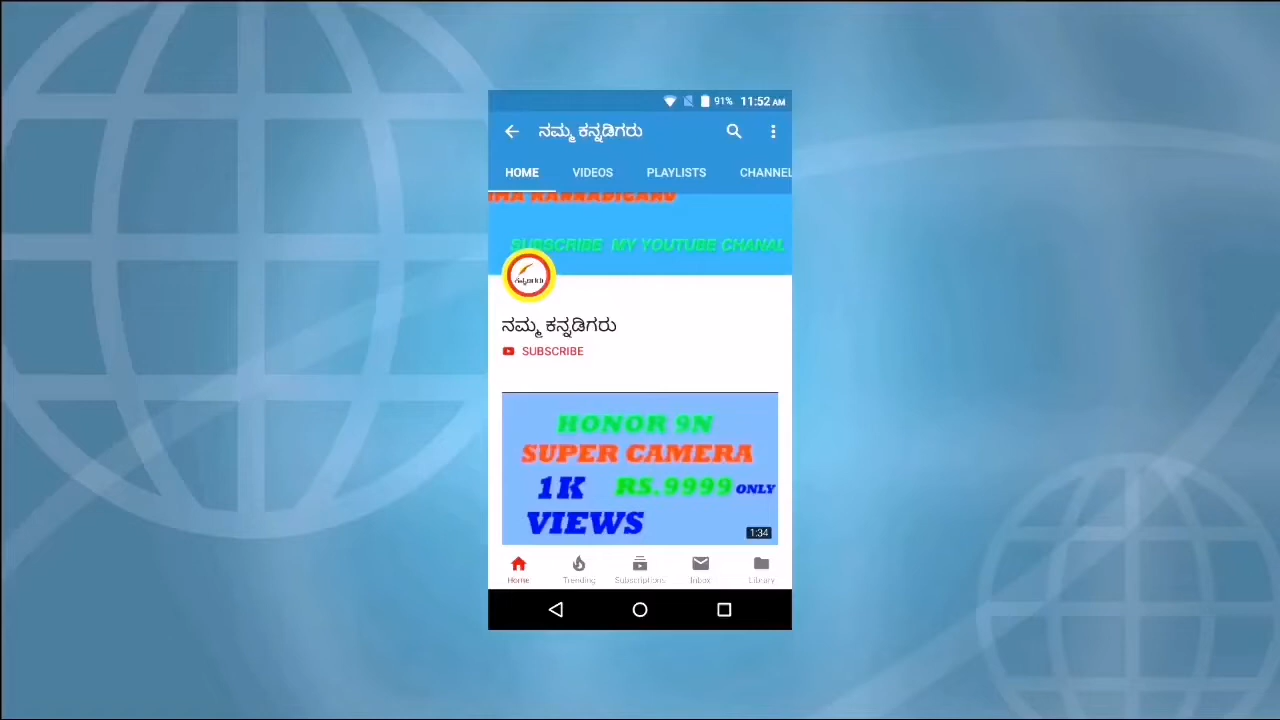 91% 11:52 AM
ನಮ್ಮ ಕನ್ನಡಿಗರು
HOME VIDEOS PLAYLISTS CHANNEL
KANNADIGARU
SUBSCRIBE MY YOUTUBE CHANAL
ನಮ್ಮ ಕನ್ನಡಿಗರು
SUBSCRIBE
HONOR 9N
SUPER CAMERA
1K RS.9999 ONLY
VIEWS
1:34
Home Trending Subscriptions Inbox Library